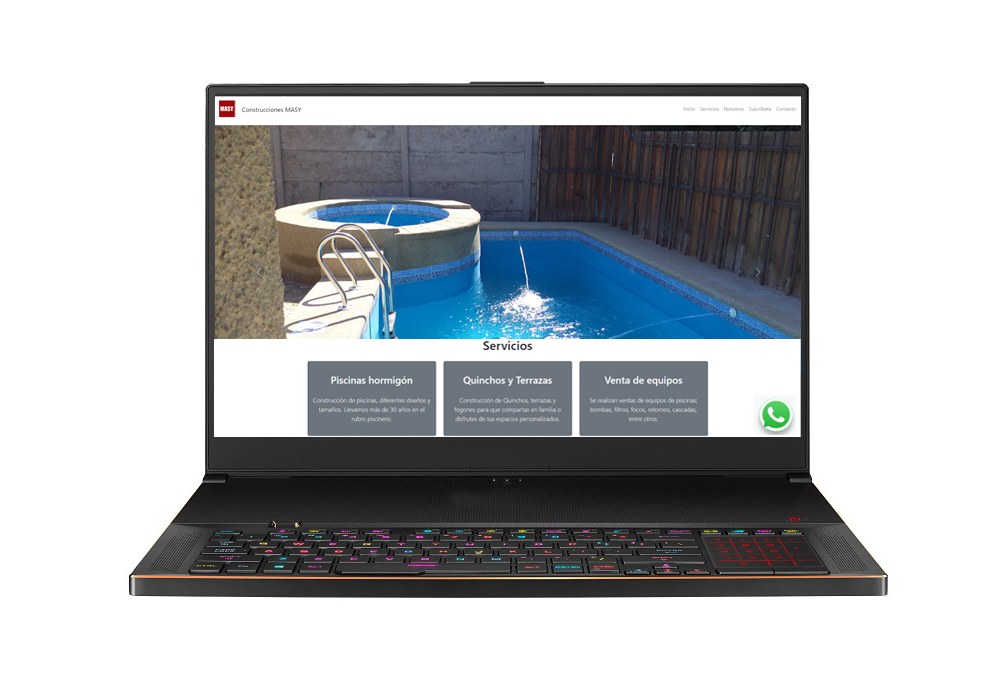 MASY
Construcciones MASY
Inicio Servicios Nosotros Suscríbete Contacto
Servicios
Piscinas hormigón
Construcción de piscinas, diferentes diseños y
tamaños. Llevamos más de 30 años en el
rubro piscinero.
Quinchos y Terrazas
Construcción de Quinchos, terrazas y
fogones para que compartas en familia o
disfrutes de tus espacios personalizados.
Venta de equipos
Se realizan ventas de equipos de piscinas;
bombas, filtros, focos, retornos, cascadas,
entre otros.